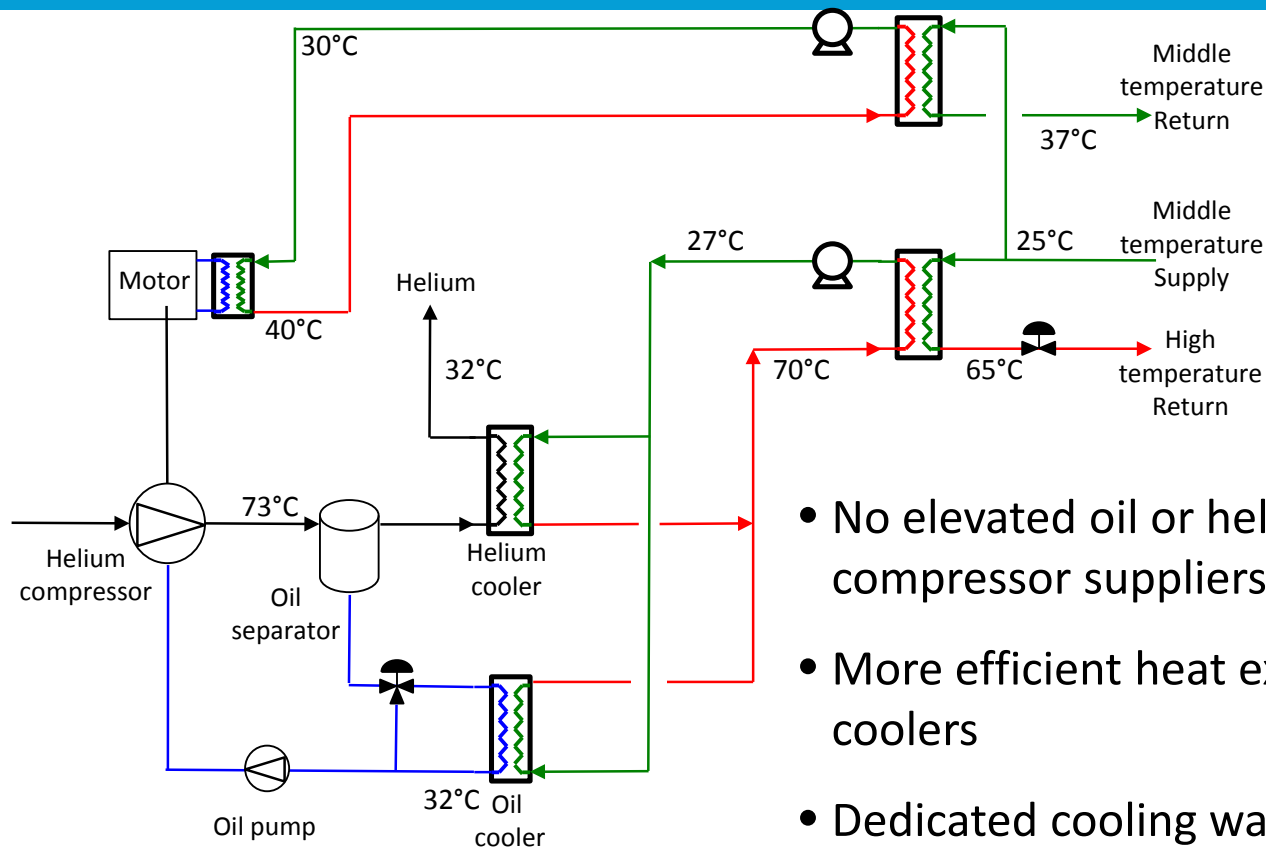 30°C
Middle
temperature
Return
37°C
Middle
temperature
Supply
27°C
25°C
Motor
Helium
40°C
32°C
70°C
65°C
High
temperature
Return
73°C
Helium
compressor
Oil
separator
Helium
cooler
32°C
Oil
cooler
Oil pump
• No elevated oil or hel
compressor suppliers
• More efficient heat ex
coolers
• Dedicated cooling wa